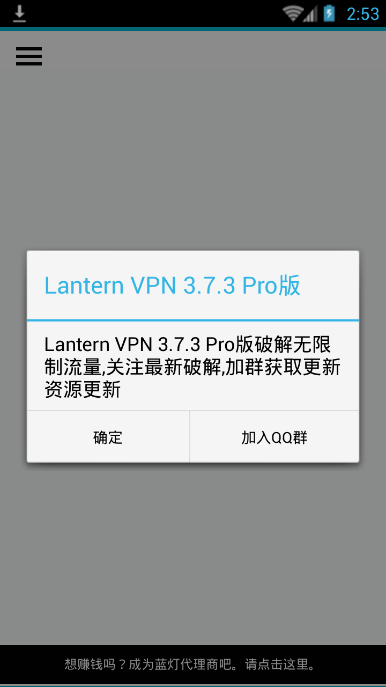 2:53
Lantern VPN 3.7.3 Pro版
Lantern VPN 3.7.3 Pro版破解无限
制流量,关注最新破解,加群获取更新
资源更新
确定
加入QQ群
想赚钱吗？成为蓝灯代理商吧。请点击这里。